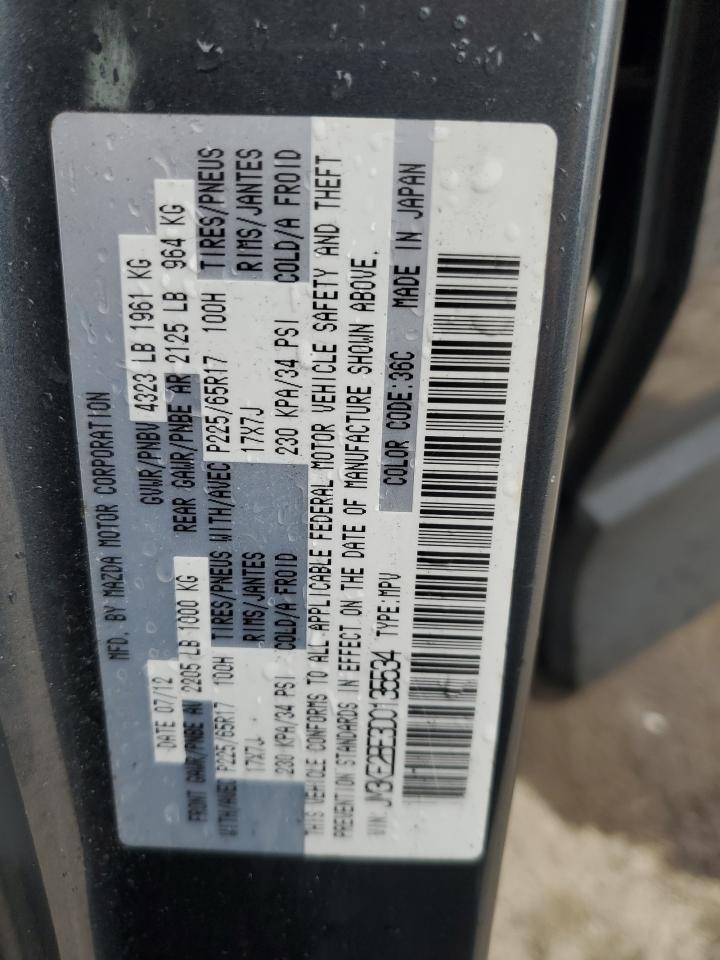 MFD. BY MAZDA MOTOR CORPORATION
DATE 07/12 GVWR/PNBV 4323 LB 1961 KG
FRONT GAWR/PNBE AV 2205 LB 1000 KG REAR GAWR/PNBE AR 2125 LB 964 KG
WITH/AVEC P225/65R17 100H TIRES/PNEUS WITH/AVEC P225/65R17 100H TIRES/PNEUS
17X7J RIMS/JANTES 17X7J RIMS/JANTES
230 KPA/34 PSI COLD/A FROID 230 KPA/34 PSI COLD/A FROID
THIS VEHICLE CONFORMS TO ALL APPLICABLE FEDERAL MOTOR VEHICLE SAFETY AND THEFT
PREVENTION STANDARDS IN EFFECT ON THE DATE OF MANUFACTURE SHOWN ABOVE.
VIN: JM3KE2BE3D0135534 TYPE:MPV COLOR CODE:36C MADE IN JAPAN